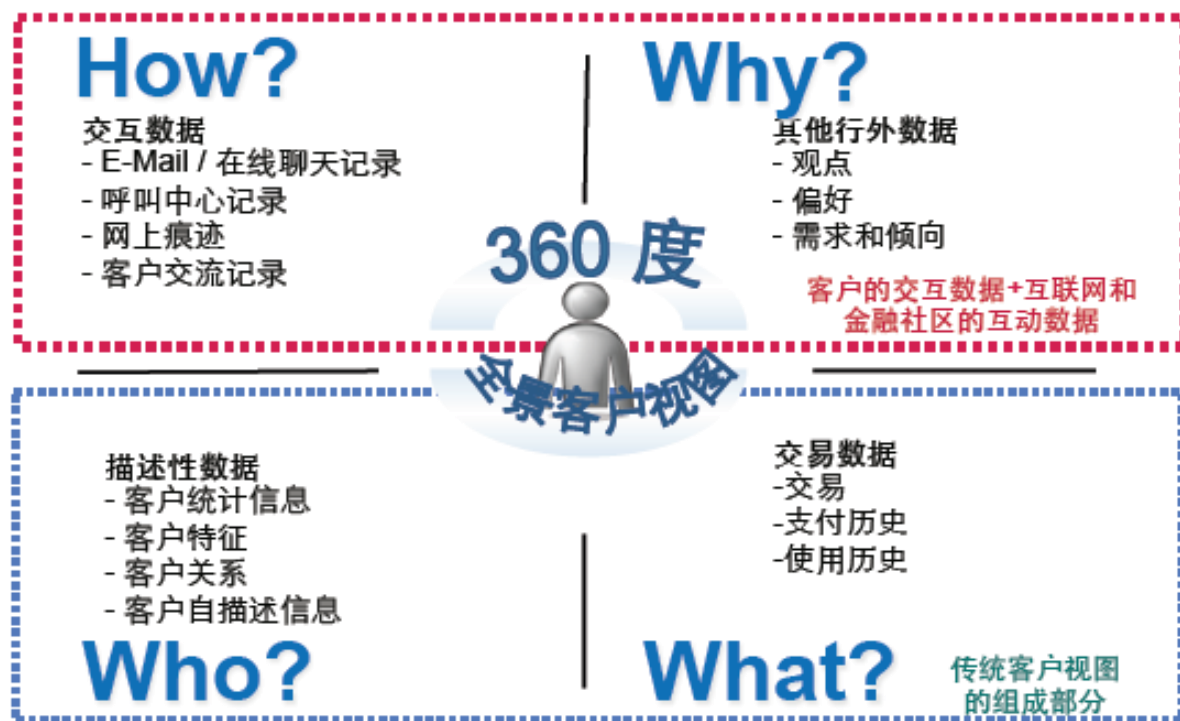 How?
交互数据
- E-Mail / 在线聊天记录
- 呼叫中心记录
- 网上痕迹
- 客户交流记录
Why?
其他行外数据
- 观点
- 偏好
- 需求和倾向
客户的交互数据+互联网和
金融社区的互动数据
360 度
全景客户视图
描述性数据
- 客户统计信息
- 客户特征
- 客户关系
- 客户自描述信息
Who?
交易数据
-交易
-支付历史
-使用历史
What?
传统客户视图
的组成部分